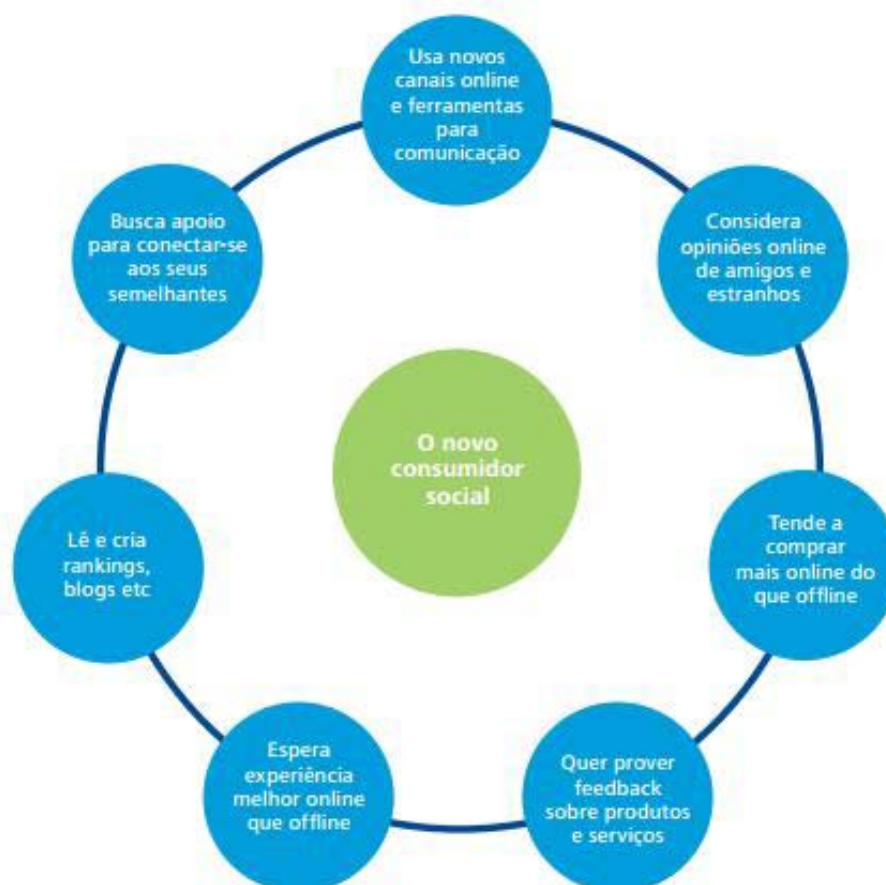 Usa novos
canais online
e ferramentas
para
comunicação
Considera
opiniões online
de amigos e
estranhos
Tende a
comprar
mais online do
que offline
Quer prover
feedback
sobre produtos
e serviços
Espera
experiência
melhor online
que offline
Lê e cria
rankings,
blogs etc
Busca apoio
para conectar-se
aos seus
semelhantes
O novo
consumidor
social